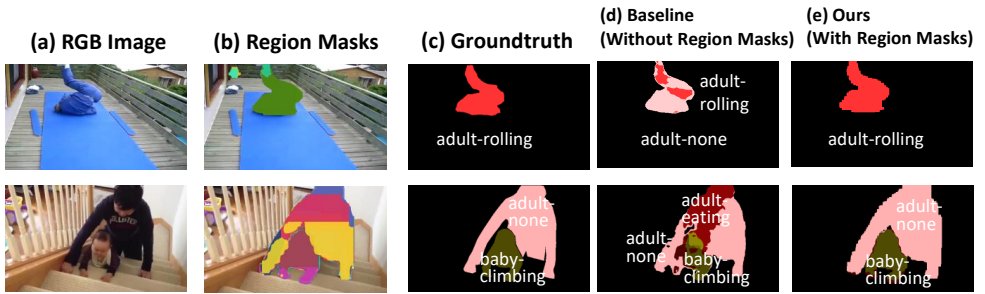 (a) RGB Image
(b) Region Masks
(c) Groundtruth
(d) Baseline
(Without Region Masks)
(e) Ours
(With Region Masks)
adult-rolling
adult-
rolling
adult-none
adult-rolling
adult-
none
baby-
climbing
adult
eating
adult-
none
baby-
climbing
adult-
none
baby-
climbing